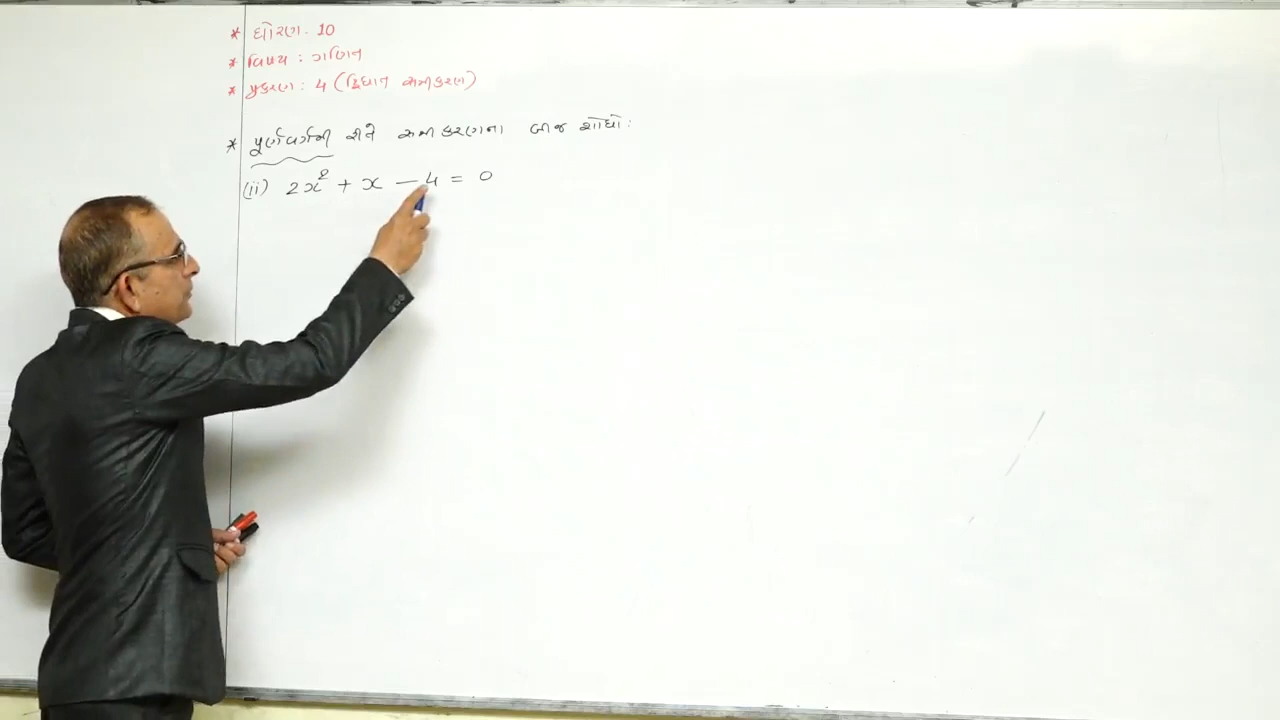 * ધોરણ. 10
* વિષય : ગણિત
* પ્રકરણ : 4 (દ્વિઘાત સમીકરણ)
* પૂર્ણવર્ગની રીતે સમીકરણના બીજ શોધો :
(ii) 2x² + x − 4 = 0